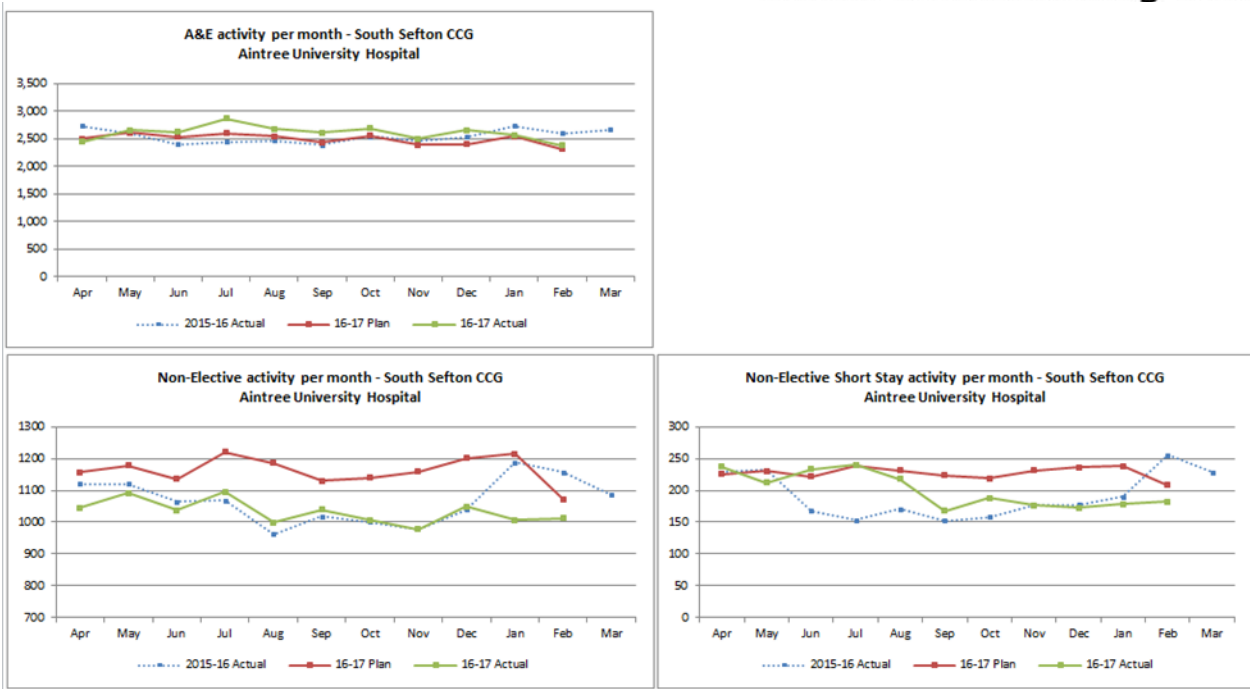 A&E activity per month - South Sefton CCG
Aintree University Hospital
3,500
3,000
2,500
2,000
1,500
1,000
500
0
Apr May Jun Jul Aug Sep Oct Nov Dec Jan Feb Mar
2015-16 Actual 16-17 Plan 16-17 Actual
Non-Elective activity per month - South Sefton CCG
Aintree University Hospital
1300
1200
1100
1000
900
800
700
Apr May Jun Jul Aug Sep Oct Nov Dec Jan Feb Mar
2015-16 Actual 16-17 Plan 16-17 Actual
Non-Elective Short Stay activity per month - South Sefton CCG
Aintree University Hospital
300
250
200
150
100
50
0
Apr May Jun Jul Aug Sep Oct Nov Dec Jan Feb Mar
2015-16 Actual 16-17 Plan 16-17 Actual